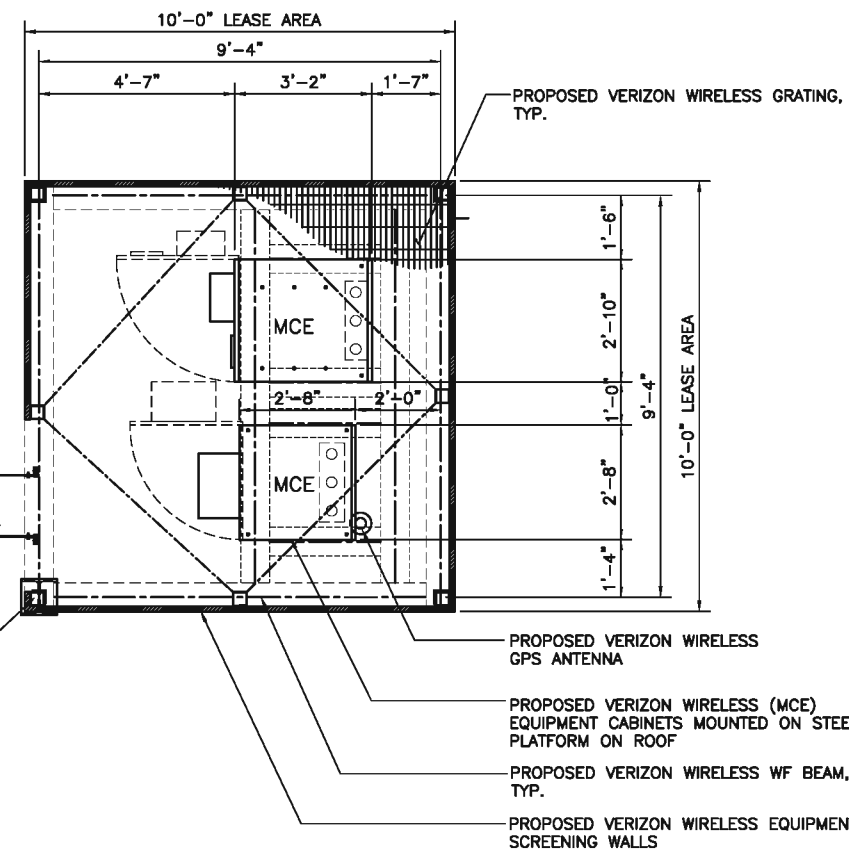 10'-0" LEASE AREA
9'-4"
4'-7"
3'-2"
1'-7"
PROPOSED VERIZON WIRELESS GRATING,
TYP.
1'-6"
2'-10"
1'-0"
2'-8"
1'-4"
9'-4"
10'-0" LEASE AREA
MCE
2'-8"
2'-0"
MCE
PROPOSED VERIZON WIRELESS
GPS ANTENNA
PROPOSED VERIZON WIRELESS (MCE)
EQUIPMENT CABINETS MOUNTED ON STEE
PLATFORM ON ROOF
PROPOSED VERIZON WIRELESS WF BEAM,
TYP.
PROPOSED VERIZON WIRELESS EQUIPMEN
SCREENING WALLS